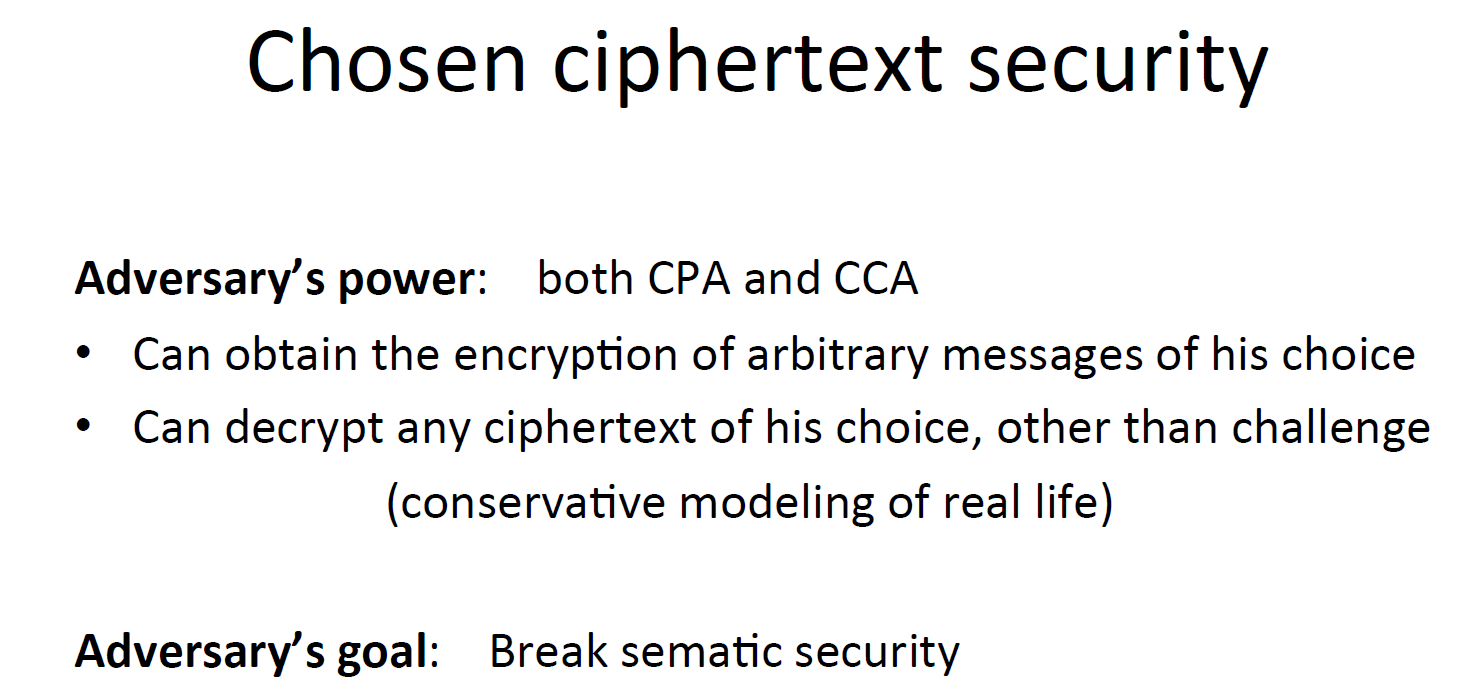 Chosen ciphertext security
Adversary’s power: both CPA and CCA
• Can obtain the encryption of arbitrary messages of his choice
• Can decrypt any ciphertext of his choice, other than challenge
(conservative modeling of real life)
Adversary’s goal: Break sematic security